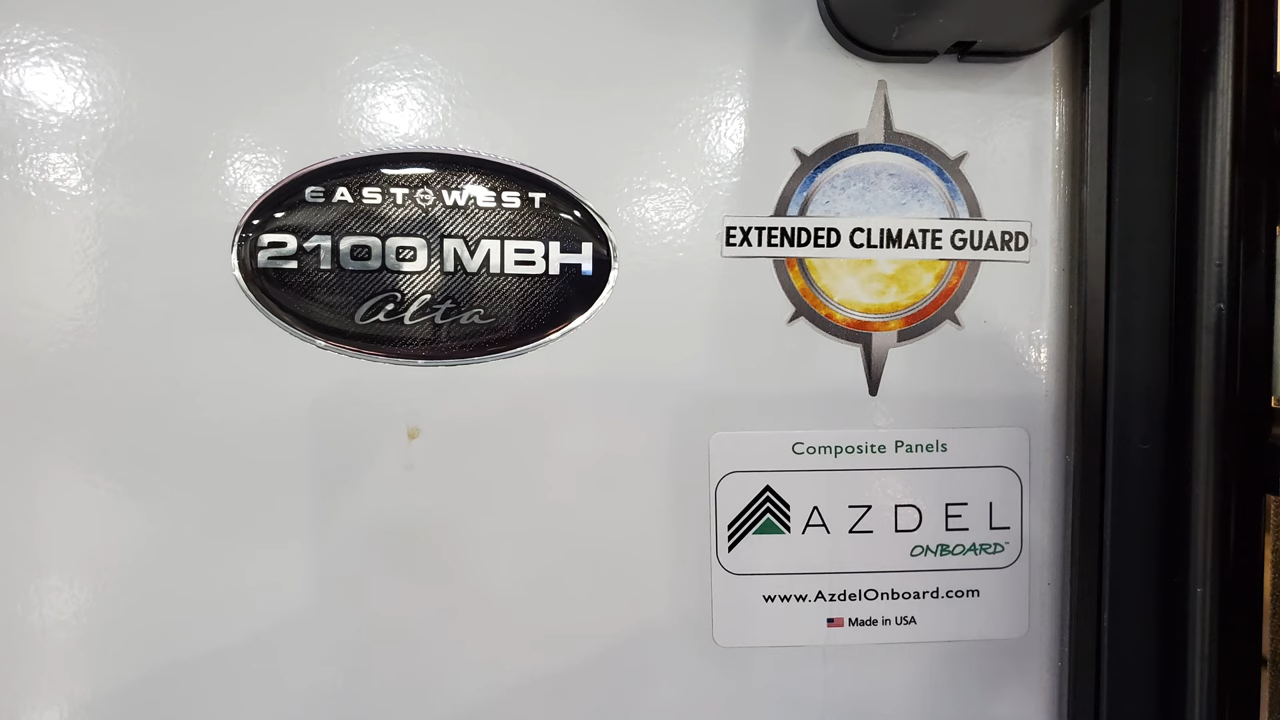 EAST WEST
2100 MBH
Alta
EXTENDED CLIMATE GUARD
Composite Panels
AZDEL
ONBOARD™
www.AzdelOnboard.com
Made in USA